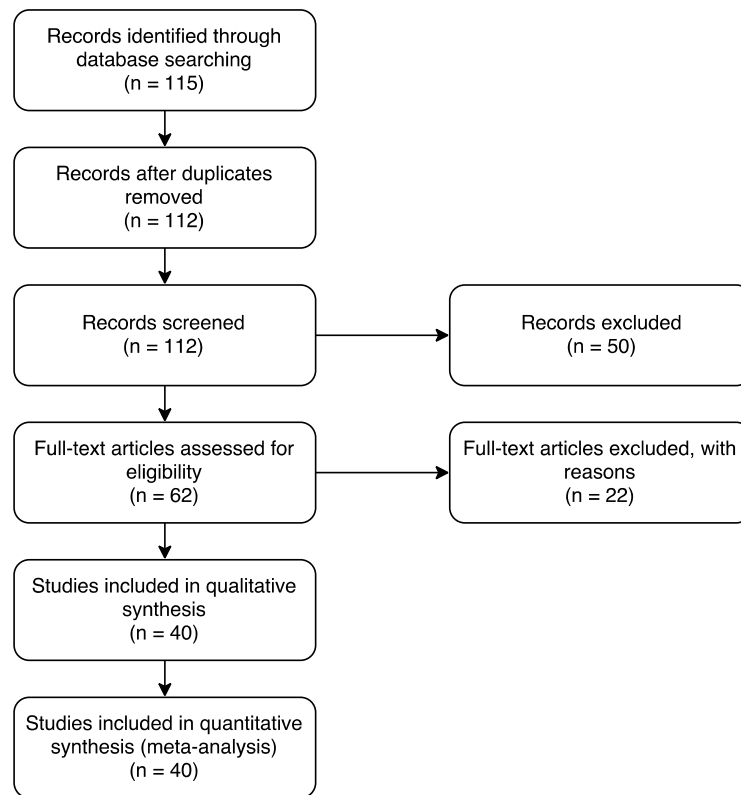 Records identified through
database searching
(n = 115)
Records after duplicates
removed
(n = 112)
Records screened
(n = 112)
Records excluded
(n = 50)
Full-text articles assessed for
eligibility
(n = 62)
Full-text articles excluded, with
reasons
(n = 22)
Studies included in qualitative
synthesis
(n = 40)
Studies included in quantitative
synthesis (meta-analysis)
(n = 40)